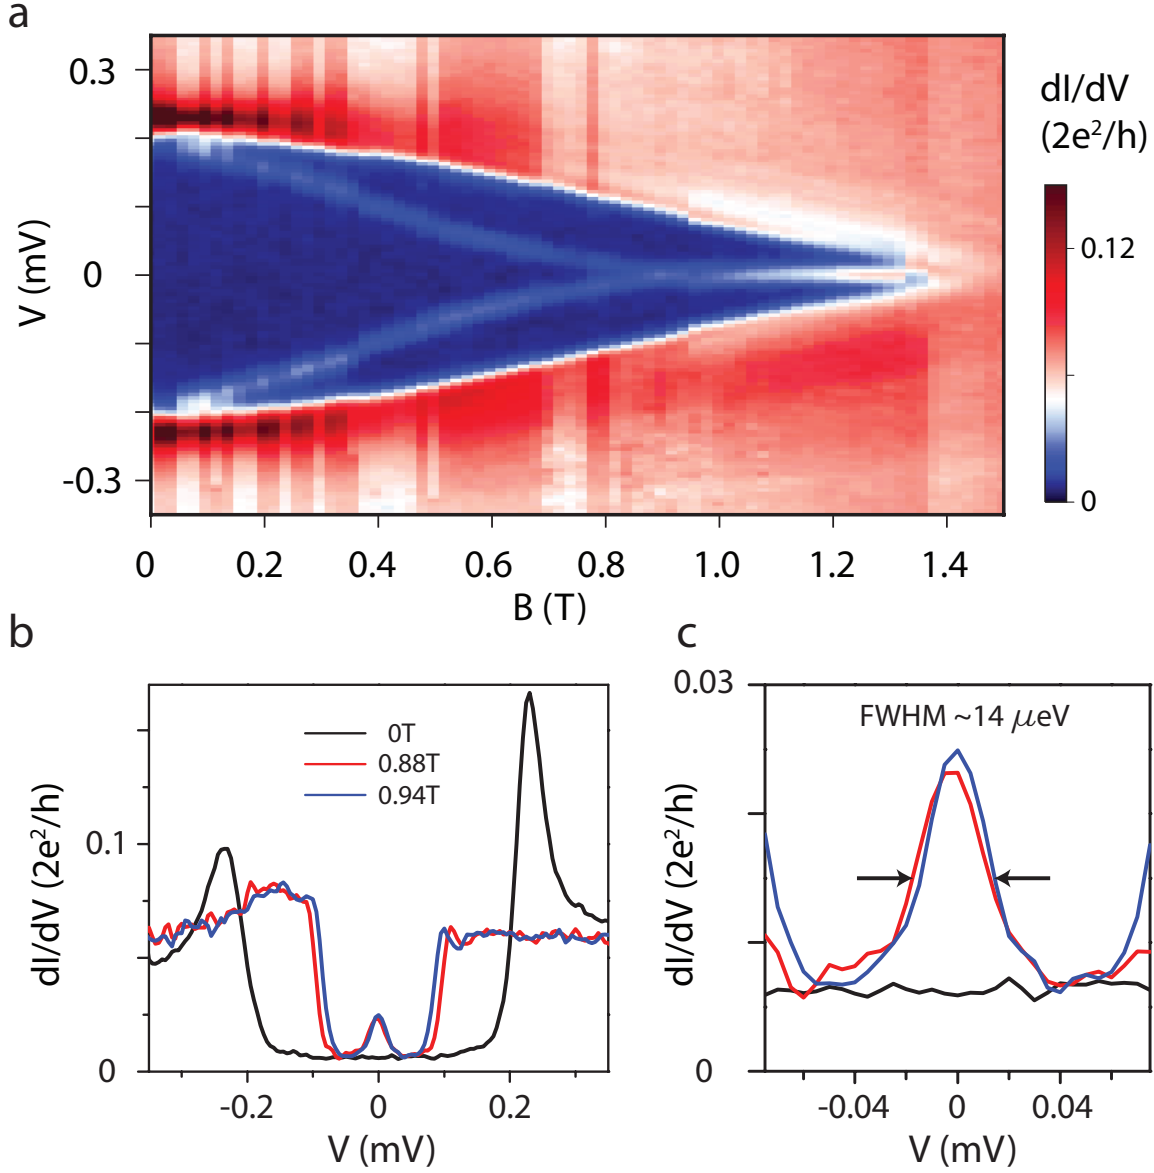 a
0.3
0
-0.3
V (mV)
0 0.2 0.4 0.6 0.8 1.0 1.2 1.4
B (T)
dI/dV
(2e²/h)
0.12
0
b
0T
0.88T
0.94T
0.1
0
dI/dV (2e²/h)
-0.2 0 0.2
V (mV)
c
0.03
0
FWHM ~14 μeV
dI/dV (2e²/h)
-0.04 0 0.04
V (mV)